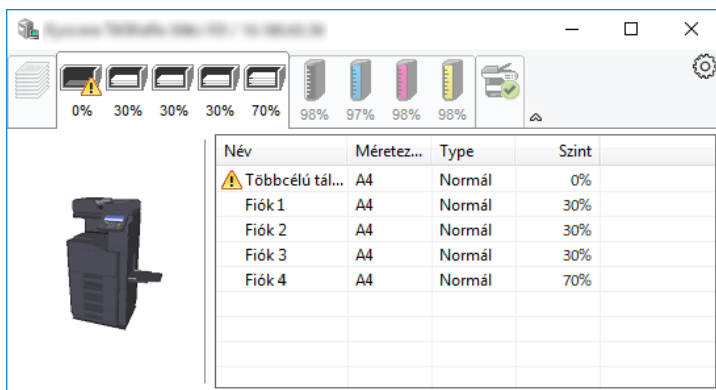 0% 30% 30% 30% 70% 98% 97% 98% 98%
Név Méretez... Type Szint
Többcélú tál... A4 Normál 0%
Fiók 1 A4 Normál 30%
Fiók 2 A4 Normál 30%
Fiók 3 A4 Normál 30%
Fiók 4 A4 Normál 70%